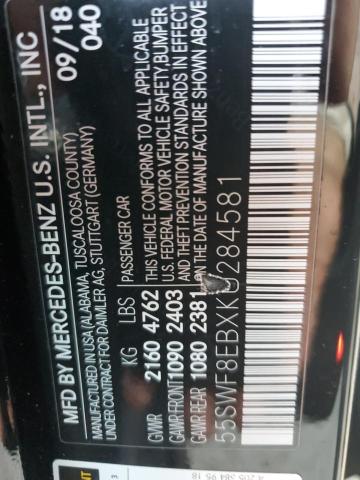 MFD BY MERCEDES-BENZ U.S. INTL., INC
MANUFACTURED IN USA (ALABAMA, TUSCALOOSA COUNTY)
UNDER CONTRACT FOR DAIMLER AG, STUTTGART (GERMANY)
09/18
040
KG LBS PASSENGER CAR
GVWR 2160 4762 THIS VEHICLE CONFORMS TO ALL APPLICABLE
GAWR FRONT 1090 2403 U.S. FEDERAL MOTOR VEHICLE SAFETY,BUMPER
GAWR REAR 1080 2381 AND THEFT PREVENTION STANDARDS IN EFFECT
ON THE DATE OF MANUFACTURE SHOWN ABOVE
55SWF8EBXKU284581